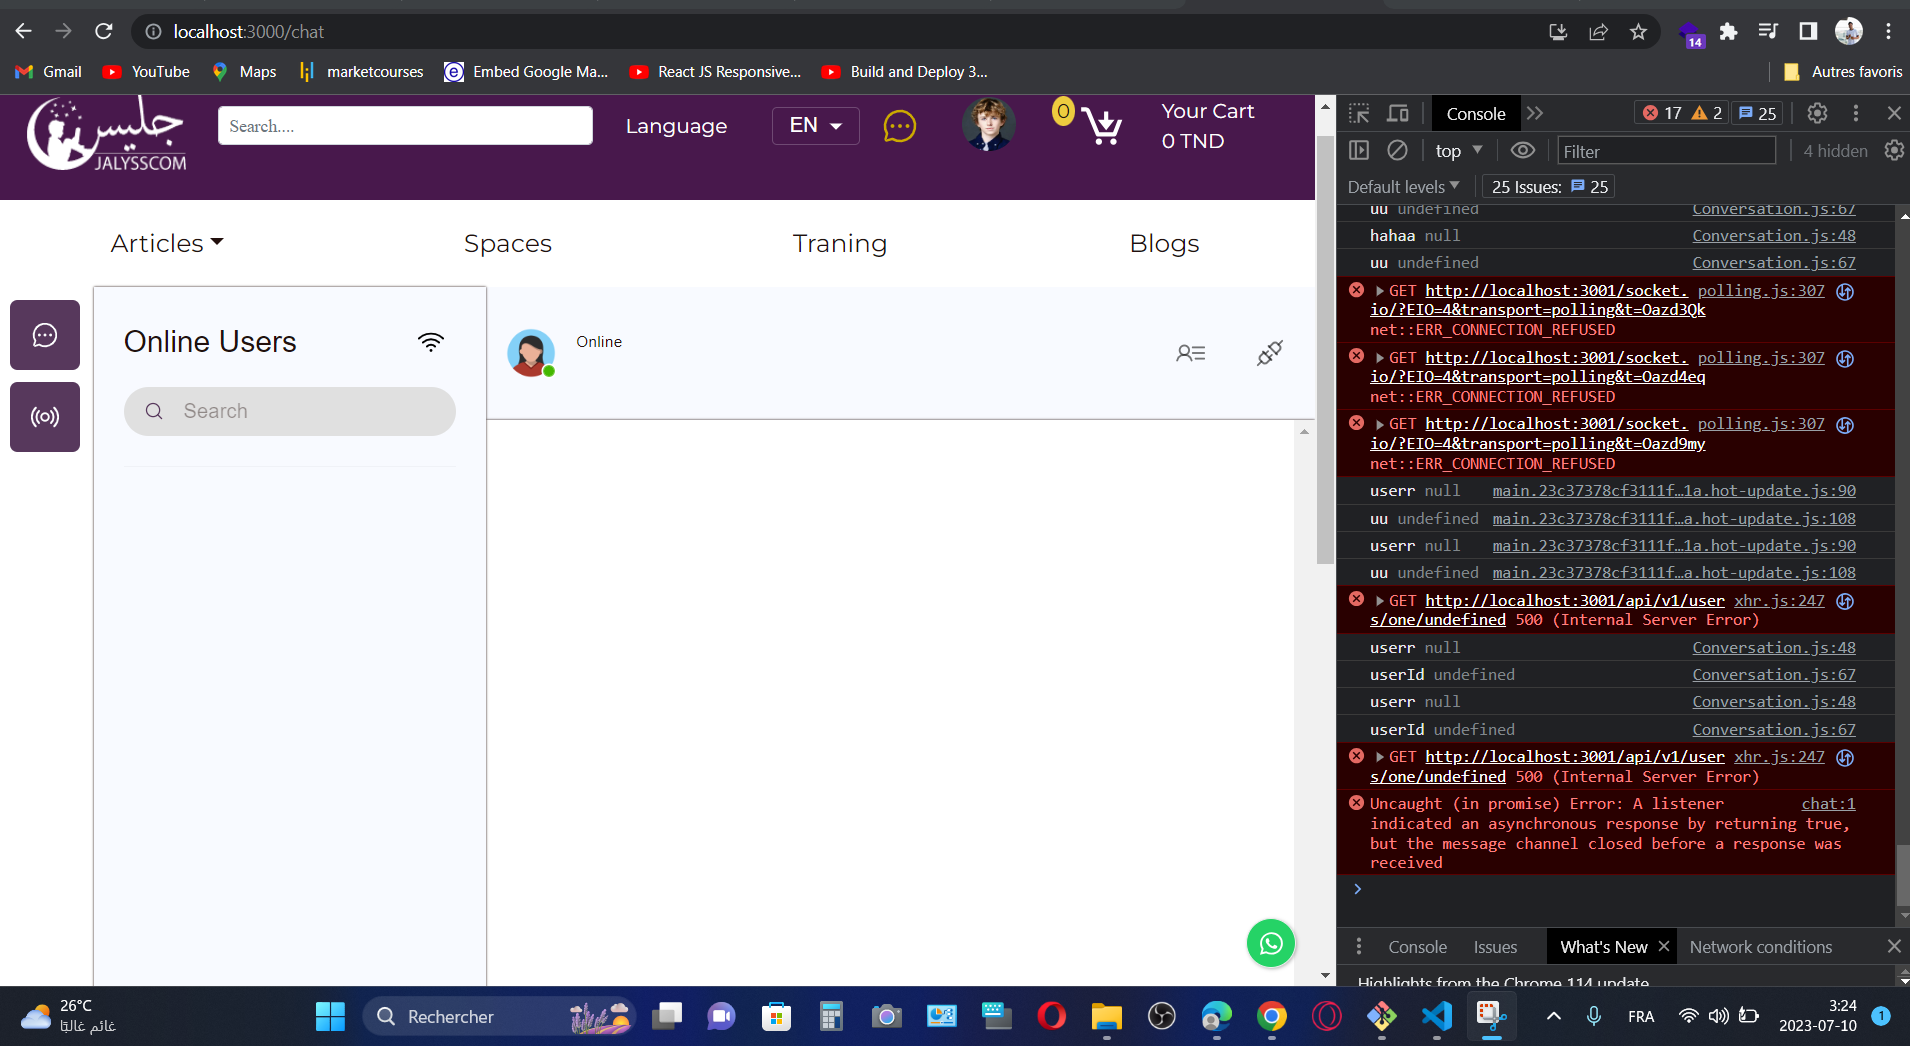 localhost:3000/chat
14
Gmail
YouTube
Maps
marketcourses
Embed Google Ma...
React JS Responsive...
Build and Deploy 3...
Autres favoris
جليس
JALYSSCOM
Search....
Language
EN
0
Your Cart
0 TND
Articles
Spaces
Traning
Blogs
Online Users
Search
Online
Console
17
2
25
top
Filter
4 hidden
Default levels
25 Issues:
25
uu undefined Conversation.js:67
hahaa null Conversation.js:48
uu undefined Conversation.js:67
GET http://localhost:3001/socket. polling.js:307
io/?EIO=4&transport=polling&t=Oazd3Qk
net::ERR_CONNECTION_REFUSED
GET http://localhost:3001/socket. polling.js:307
io/?EIO=4&transport=polling&t=Oazd4eq
net::ERR_CONNECTION_REFUSED
GET http://localhost:3001/socket. polling.js:307
io/?EIO=4&transport=polling&t=Oazd9my
net::ERR_CONNECTION_REFUSED
userr null main.23c37378cf3111f…1a.hot-update.js:90
uu undefined main.23c37378cf3111f…a.hot-update.js:108
userr null main.23c37378cf3111f…1a.hot-update.js:90
uu undefined main.23c37378cf3111f…a.hot-update.js:108
GET http://localhost:3001/api/v1/user xhr.js:247
s/one/undefined 500 (Internal Server Error)
userr null Conversation.js:48
userId undefined Conversation.js:67
userr null Conversation.js:48
userId undefined Conversation.js:67
GET http://localhost:3001/api/v1/user xhr.js:247
s/one/undefined 500 (Internal Server Error)
Uncaught (in promise) Error: A listener chat:1
indicated an asynchronous response by returning true,
but the message channel closed before a response was
received
Console
Issues
What's New
Network conditions
Highlights from the Chrome 114 update
26°C
غائم غالبًا
Rechercher
FRA
3:24
2023-07-10
1